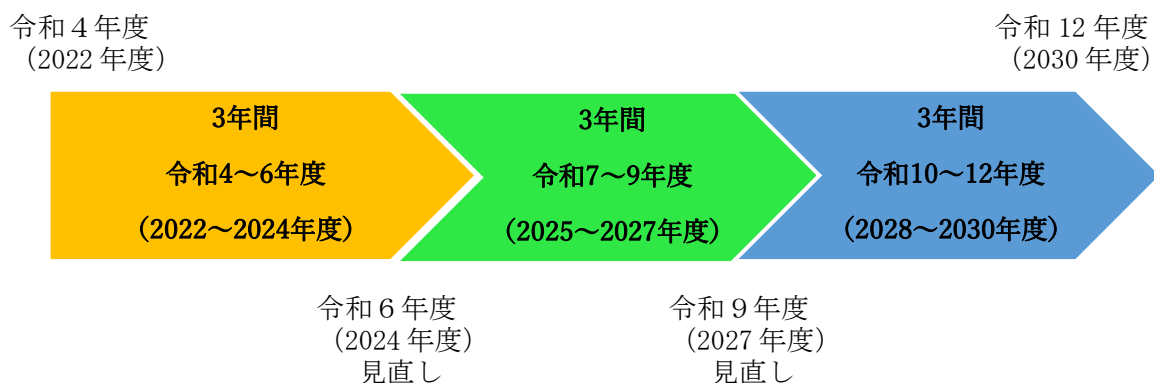 令和４年度
（2022 年度）
令和 12 年度
（2030 年度）
3年間
令和4～6年度
（2022～2024年度）
3年間
令和7～9年度
（2025～2027年度）
3年間
令和10～12年度
（2028～2030年度）
令和６年度
（2024 年度）
見直し
令和９年度
（2027 年度）
見直し